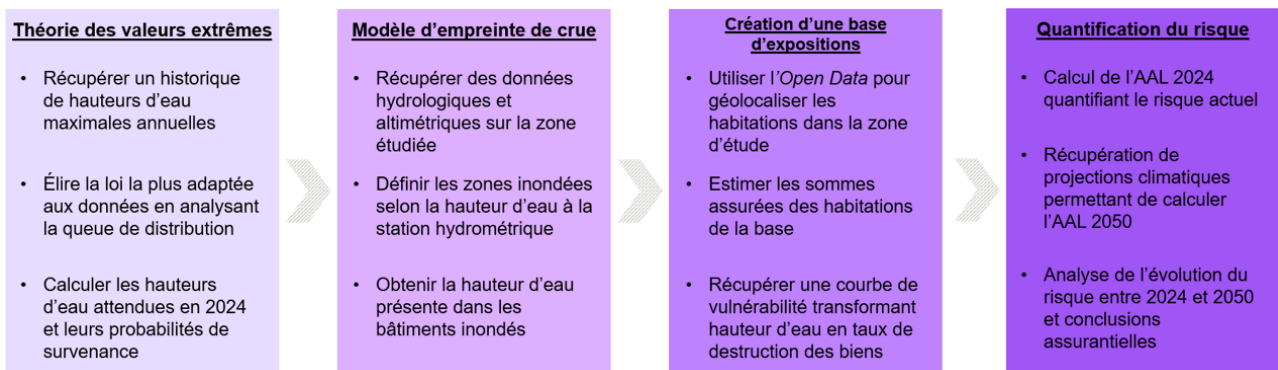 Théorie des valeurs extrêmes
• Récupérer un historique
de hauteurs d'eau
maximales annuelles
• Élire la loi la plus adaptée
aux données en analysant
la queue de distribution
• Calculer les hauteurs
d'eau attendues en 2024
et leurs probabilités de
survenance
Modèle d'empreinte de crue
• Récupérer des données
hydrologiques et
altimétriques sur la zone
étudiée
• Définir les zones inondées
selon la hauteur d'eau à la
station hydrométrique
• Obtenir la hauteur d'eau
présente dans les
bâtiments inondés
Création d'une base
d'expositions
• Utiliser l'Open Data pour
géolocaliser les
habitations dans la zone
d'étude
• Estimer les sommes
assurées des habitations
de la base
• Récupérer une courbe de
vulnérabilité transformant
hauteur d'eau en taux de
destruction des biens
Quantification du risque
• Calcul de l'AAL 2024
quantifiant le risque actuel
• Récupération de
projections climatiques
permettant de calculer
l'AAL 2050
• Analyse de l'évolution du
risque entre 2024 et 2050
et conclusions
assurantielles